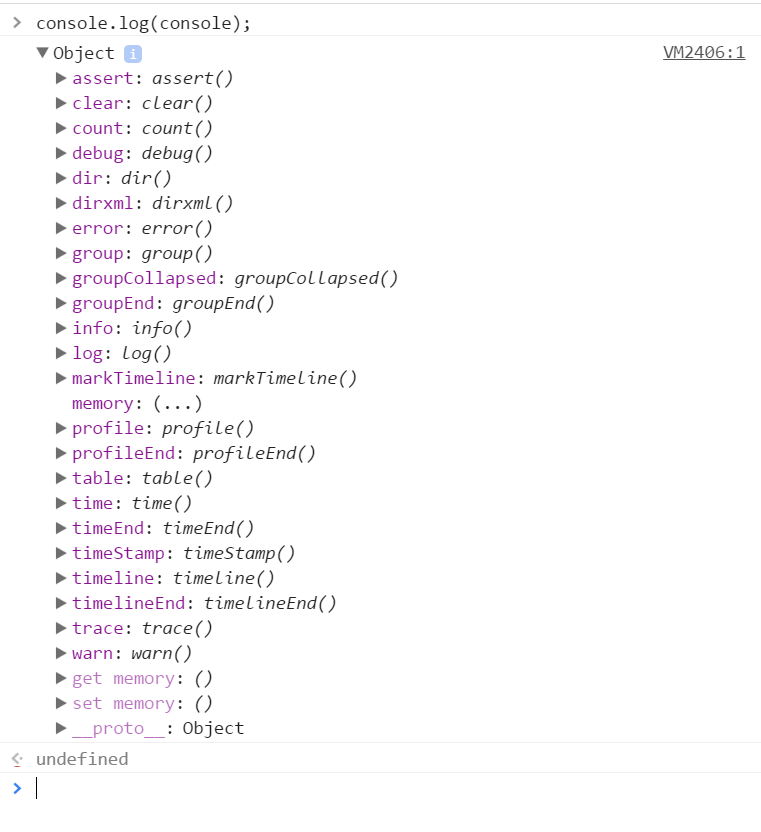 console.log(console);
Object i VM2406:1
assert: assert()
clear: clear()
count: count()
debug: debug()
dir: dir()
dirxml: dirxml()
error: error()
group: group()
groupCollapsed: groupCollapsed()
groupEnd: groupEnd()
info: info()
log: log()
markTimeline: markTimeline()
memory: (...)
profile: profile()
profileEnd: profileEnd()
table: table()
time: time()
timeEnd: timeEnd()
timeStamp: timeStamp()
timeline: timeline()
timelineEnd: timelineEnd()
trace: trace()
warn: warn()
get memory: ()
set memory: ()
__proto__: Object
undefined